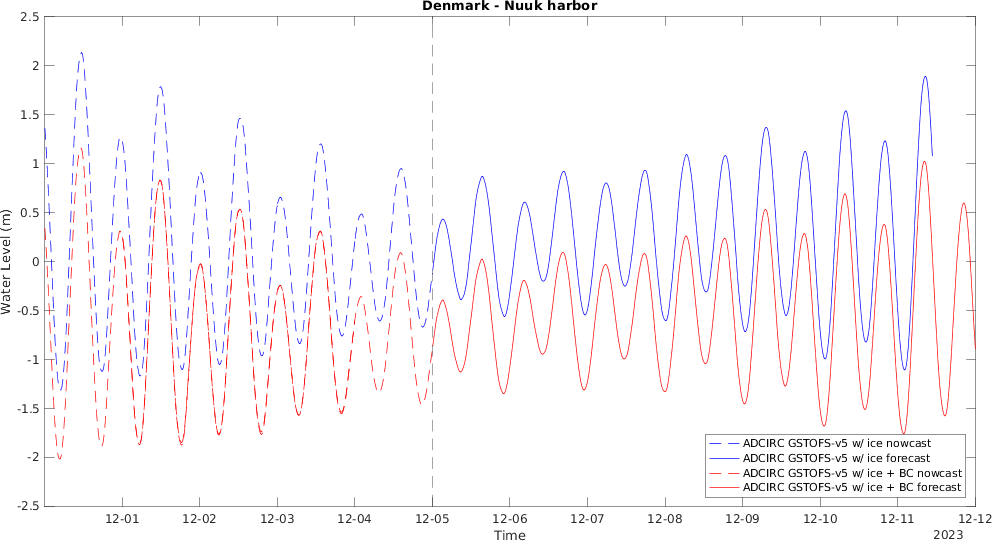 Denmark - Nuuk harbor
2.5
2
1.5
1
0.5
0
-0.5
-1
-1.5
-2
-2.5
Water Level (m)
ADCIRC GSTOFS-v5 w/ ice nowcast
ADCIRC GSTOFS-v5 w/ ice forecast
ADCIRC GSTOFS-v5 w/ ice + BC nowcast
ADCIRC GSTOFS-v5 w/ ice + BC forecast
12-01 12-02 12-03 12-04 12-05 12-06 12-07 12-08 12-09 12-10 12-11 12-12
Time
2023